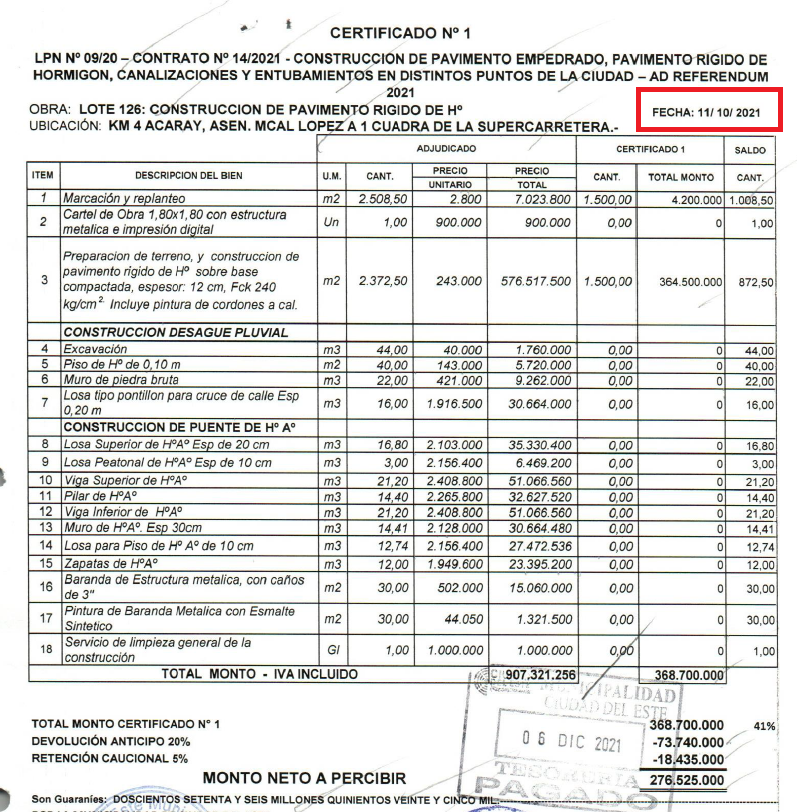 CERTIFICADO Nº 1
LPN Nº 09/20 – CONTRATO Nº 14/2021 - CONSTRUCCIÓN DE PAVIMENTO EMPEDRADO, PAVIMENTO RIGIDO DE
HORMIGON, CANALIZACIONES Y ENTUBAMIENTOS EN DISTINTOS PUNTOS DE LA CIUDAD – AD REFERENDUM
2021
OBRA: LOTE 126: CONSTRUCCION DE PAVIMENTO RIGIDO DE Hº
FECHA: 11/ 10/ 2021
UBICACIÓN: KM 4 ACARAY, ASEN. MCAL LOPEZ A 1 CUADRA DE LA SUPERCARRETERA.-
ADJUDICADO CERTIFICADO 1 SALDO
ITEM DESCRIPCION DEL BIEN U.M. CANT. PRECIO UNITARIO PRECIO TOTAL CANT. TOTAL MONTO CANT.
1 Marcación y replanteo m2 2.508,50 2.800 7.023.800 1.500,00 4.200.000 1.008,50
2 Cartel de Obra 1,80x1,80 con estructura
metalica e impresión digital Un 1,00 900.000 900.000 0,00 0 1,00
3 Preparacion de terreno, y construccion de
pavimento rigido de Hº sobre base
compactada, espesor: 12 cm, Fck 240
kg/cm². Incluye pintura de cordones a cal. m2 2.372,50 243.000 576.517.500 1.500,00 364.500.000 872,50
CONSTRUCCION DESAGUE PLUVIAL
4 Excavación m3 44,00 40.000 1.760.000 0,00 0 44,00
5 Piso de Hº de 0,10 m m2 40,00 143.000 5.720.000 0,00 0 40,00
6 Muro de piedra bruta m3 22,00 421.000 9.262.000 0,00 0 22,00
7 Losa tipo pontillon para cruce de calle Esp
0,20 m m3 16,00 1.916.500 30.664.000 0,00 0 16,00
CONSTRUCCION DE PUENTE DE Hº Aº
8 Losa Superior de HºAº Esp de 20 cm m3 16,80 2.103.000 35.330.400 0,00 0 16,80
9 Losa Peatonal de HºAº Esp de 10 cm m3 3,00 2.156.400 6.469.200 0,00 0 3,00
10 Viga Superior de HºAº m3 21,20 2.408.800 51.066.560 0,00 0 21,20
11 Pilar de HºAº m3 14,40 2.265.800 32.627.520 0,00 0 14,40
12 Viga Inferior de HºAº m3 21,20 2.408.800 51.066.560 0,00 0 21,20
13 Muro de HºAº. Esp 30cm m3 14,41 2.128.000 30.664.480 0,00 0 14,41
14 Losa para Piso de Hº Aº de 10 cm m3 12,74 2.156.400 27.472.536 0,00 0 12,74
15 Zapatas de HºAº m3 12,00 1.949.600 23.395.200 0,00 0 12,00
16 Baranda de Estructura metalica, con caños
de 3" m2 30,00 502.000 15.060.000 0,00 0 30,00
17 Pintura de Baranda Metalica con Esmalte
Sintetico m2 30,00 44.050 1.321.500 0,00 0 30,00
18 Servicio de limpieza general de la
construcción Gl 1,00 1.000.000 1.000.000 0,00 0 1,00
TOTAL MONTO - IVA INCLUIDO 907.321.256 368.700.000
MUNICIPALIDAD
CIUDAD DEL ESTE
06 DIC 2021
TESORERIA
PAGADO
TOTAL MONTO CERTIFICADO N° 1 368.700.000 41%
DEVOLUCIÓN ANTICIPO 20% -73.740.000
RETENCIÓN CAUCIONAL 5% -18.435.000
MONTO NETO A PERCIBIR 276.525.000
Son Guaraníes: DOSCIENTOS SETENTA Y SEIS MILLONES QUINIENTOS VEINTE Y CINCO MIL